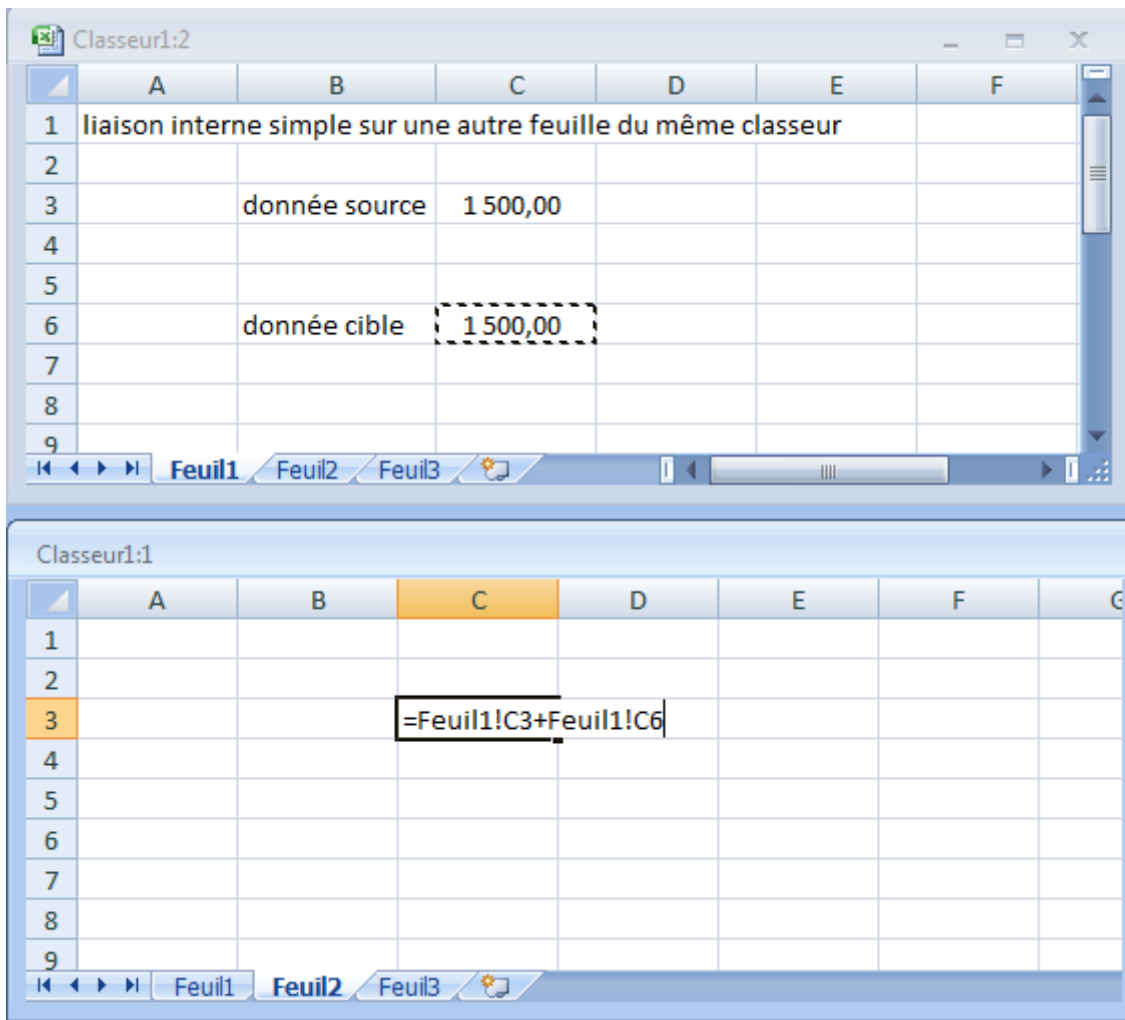 Classeur1:2
A B C D E F
1 liaison interne simple sur une autre feuille du même classeur
2
3 donnée source 1 500,00
4
5
6 donnée cible 1 500,00
7
8
9
Feuil1 Feuil2 Feuil3
Classeur1:1
A B C D E F G
1
2
3 =Feuil1!C3+Feuil1!C6
4
5
6
7
8
9
Feuil1 Feuil2 Feuil3